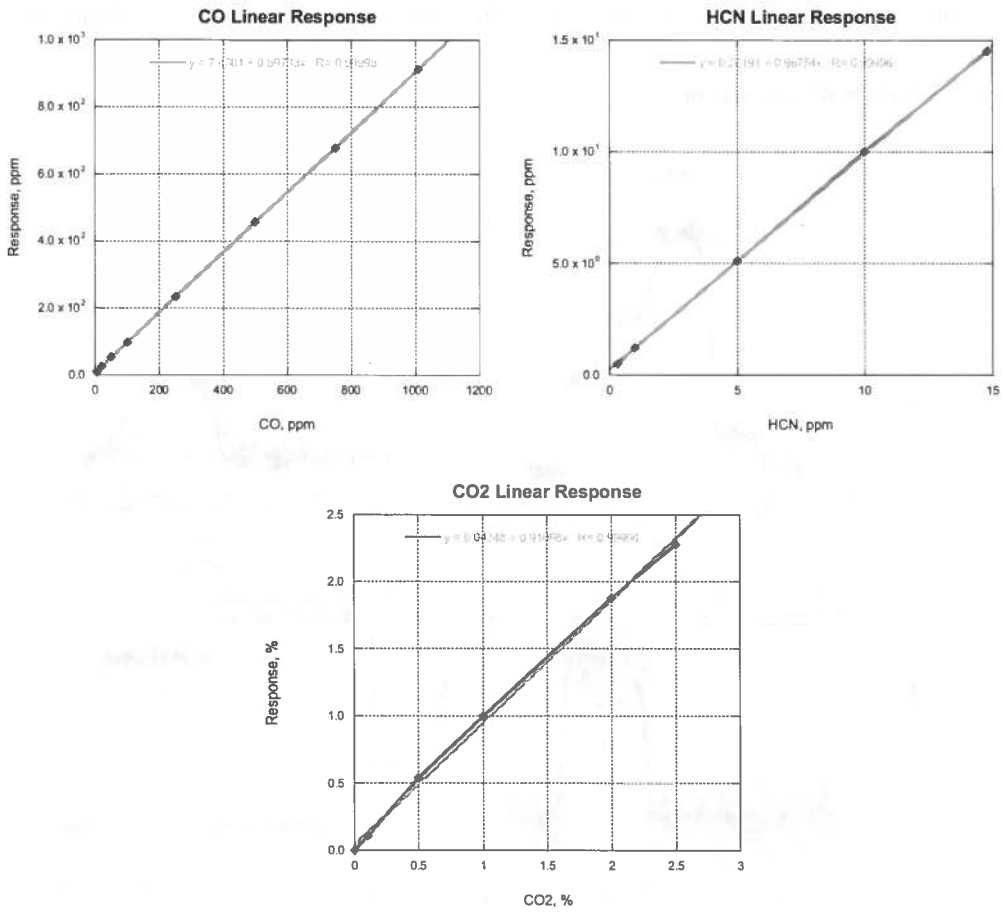 CO Linear Response
1.0 x 10³
8.0 x 10²
6.0 x 10²
4.0 x 10²
2.0 x 10²
0.0
Response, ppm
0 200 400 600 800 1000 1200
CO, ppm
HCN Linear Response
1.5 x 10¹
1.0 x 10¹
5.0 x 10⁰
0.0
Response, ppm
0 5 10 15
HCN, ppm
CO2 Linear Response
2.5
2.0
1.5
1.0
0.5
0.0
Response, %
0 0.5 1 1.5 2 2.5 3
CO2, %